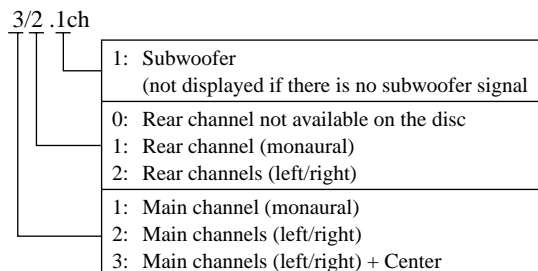 3/2 .1ch
1: Subwoofer
(not displayed if there is no subwoofer signal
0: Rear channel not available on the disc
1: Rear channel (monaural)
2: Rear channels (left/right)
1: Main channel (monaural)
2: Main channels (left/right)
3: Main channels (left/right) + Center